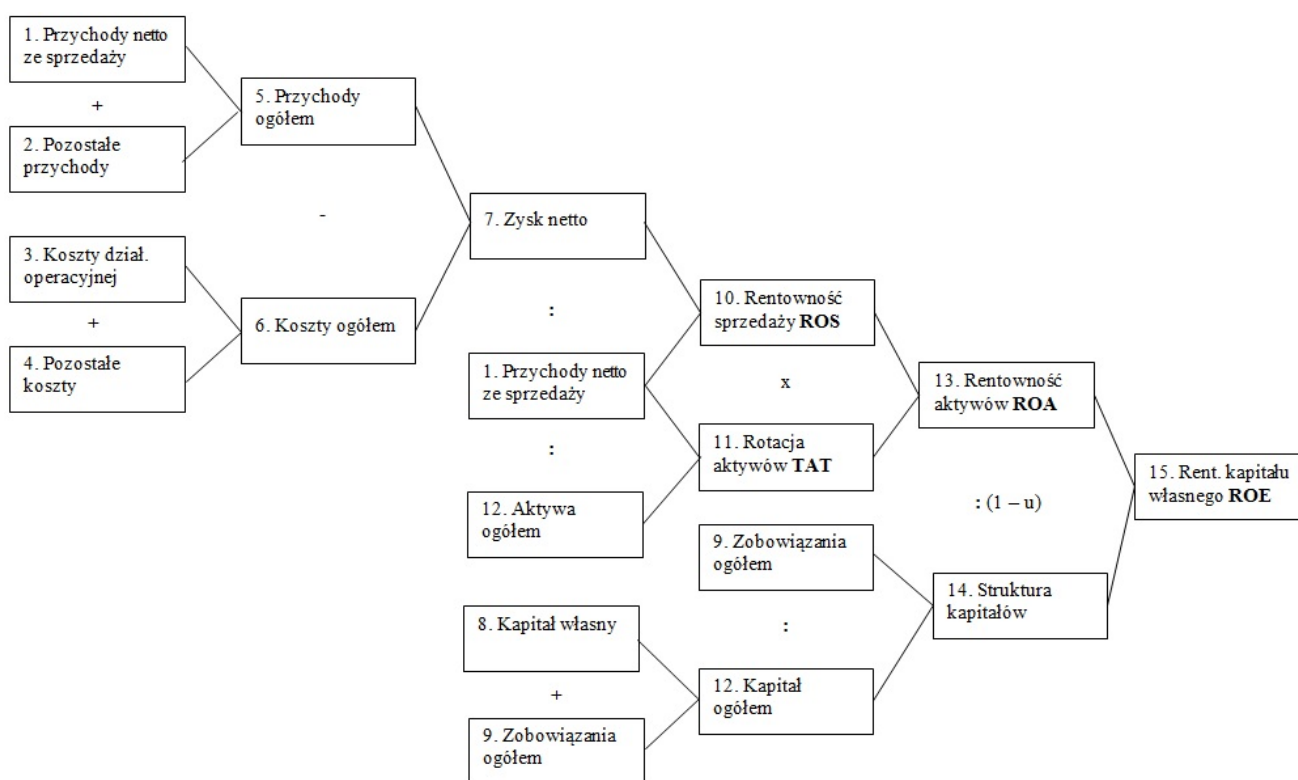 1. Przychody netto
ze sprzedaży
+
2. Pozostałe
przychody
3. Koszty dział.
operacyjnej
+
4. Pozostałe
koszty
5. Przychody
ogółem
-
6. Koszty ogółem
7. Zysk netto
:
1. Przychody netto
ze sprzedaży
:
12. Aktywa
ogółem
8. Kapitał własny
+
9. Zobowiązania
ogółem
10. Rentowność
sprzedaży ROS
x
11. Rotacja
aktywów TAT
9. Zobowiązania
ogółem
:
12. Kapitał
ogółem
13. Rentowność
aktywów ROA
: (1 – u)
14. Struktura
kapitałów
15. Rent. kapitału
własnego ROE